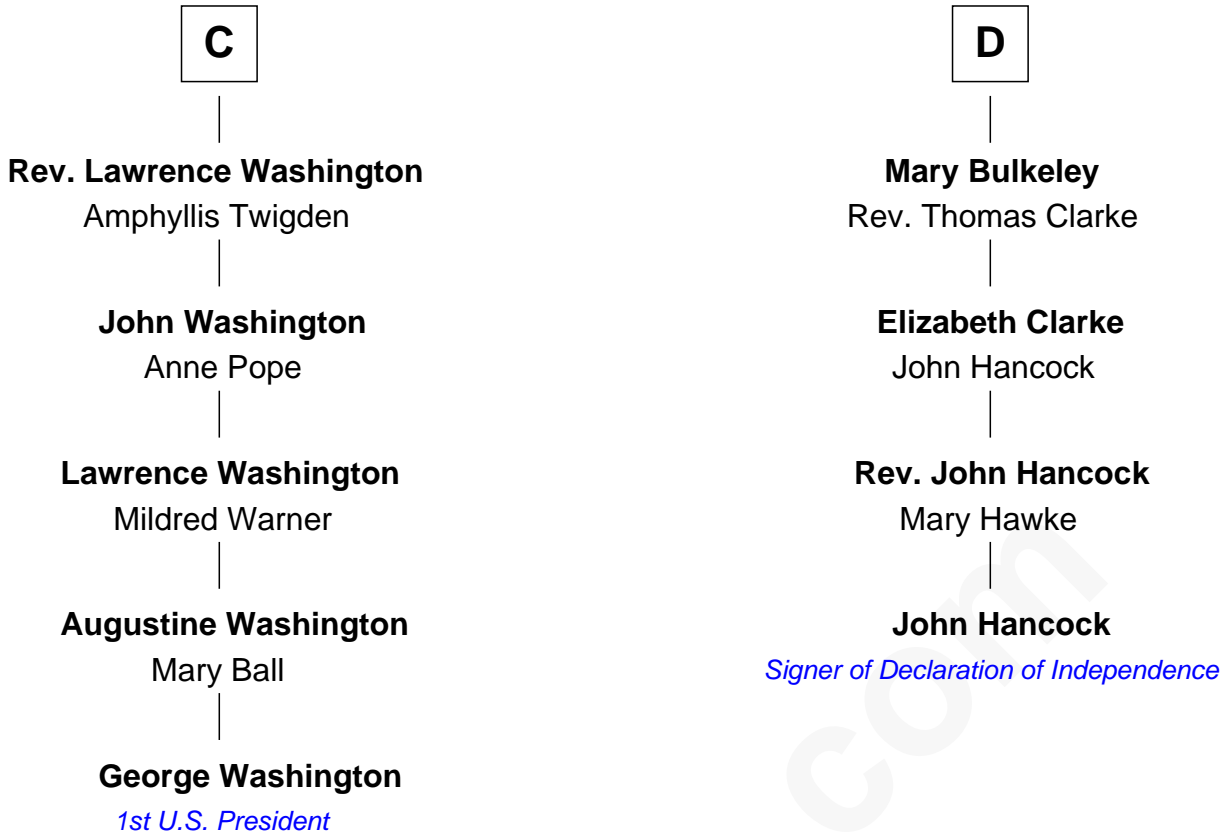 C
Rev. Lawrence Washington
Amphyllis Twigden
John Washington
Anne Pope
Lawrence Washington
Mildred Warner
Augustine Washington
Mary Ball
George Washington
1st U.S. President
D
Mary Bulkeley
Rev. Thomas Clarke
Elizabeth Clarke
John Hancock
Rev. John Hancock
Mary Hawke
John Hancock
Signer of Declaration of Independence
com